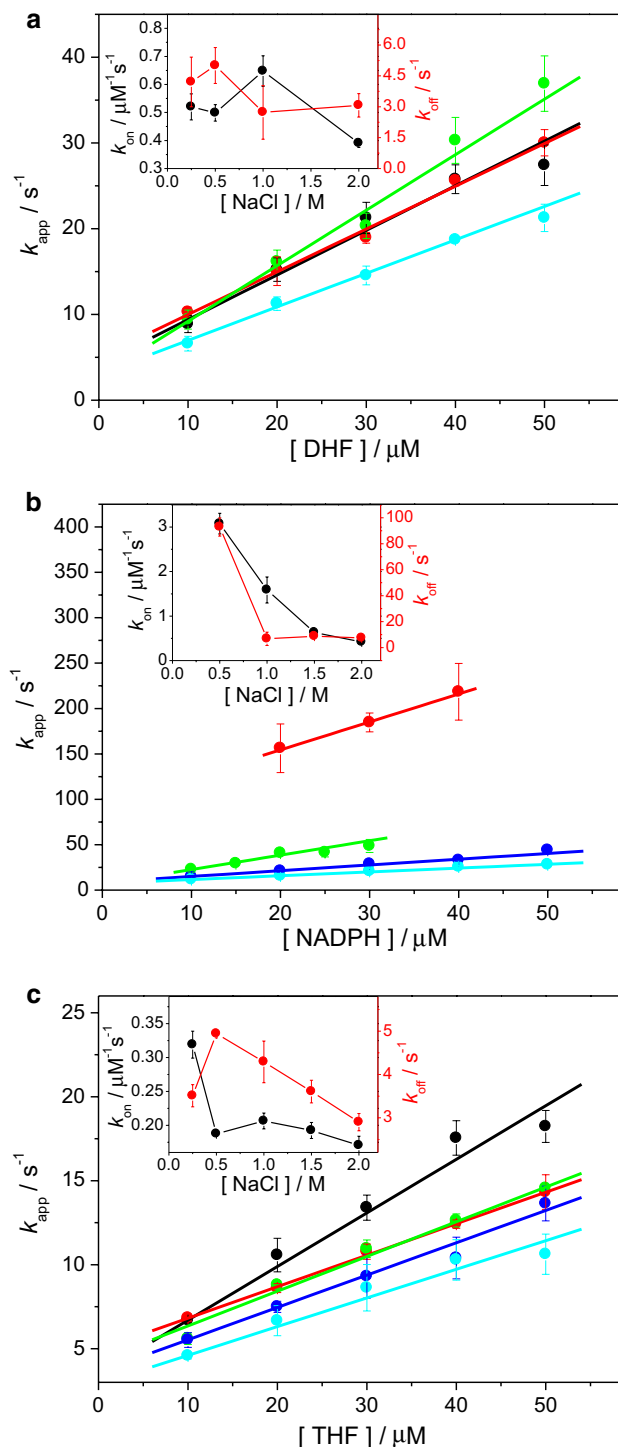 a
45
40
30
20
10
0
k_app / s⁻¹
0 10 20 30 40 50
[ DHF ] / μM
0.8
0.7
0.6
0.5
0.4
0.3
k_on / μM⁻¹s⁻¹
6.0
4.5
3.0
1.5
0.0
k_off / s⁻¹
0.0 0.5 1.0 1.5 2.0
[ NaCl ] / M
b
425
400
350
300
250
200
150
100
50
0
k_app / s⁻¹
0 10 20 30 40 50
[ NADPH ] / μM
3
2
1
0
k_on / μM⁻¹s⁻¹
100
80
60
40
20
0
k_off / s⁻¹
0.0 0.5 1.0 1.5 2.0
[ NaCl ] / M
c
25
20
15
10
5
k_app / s⁻¹
0 10 20 30 40 50
[ THF ] / μM
0.35
0.30
0.25
0.20
k_on / μM⁻¹s⁻¹
5
4
3
k_off / s⁻¹
0.0 0.5 1.0 1.5 2.0
[ NaCl ] / M